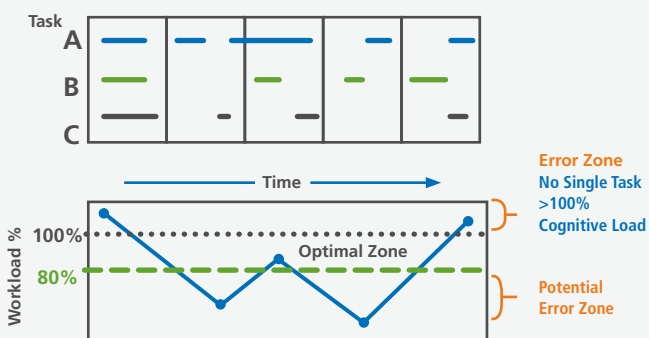 Task
A
B
C
Time
Error Zone
No Single Task
>100%
Cognitive Load
Workload %
100%
Optimal Zone
80%
Potential
Error Zone